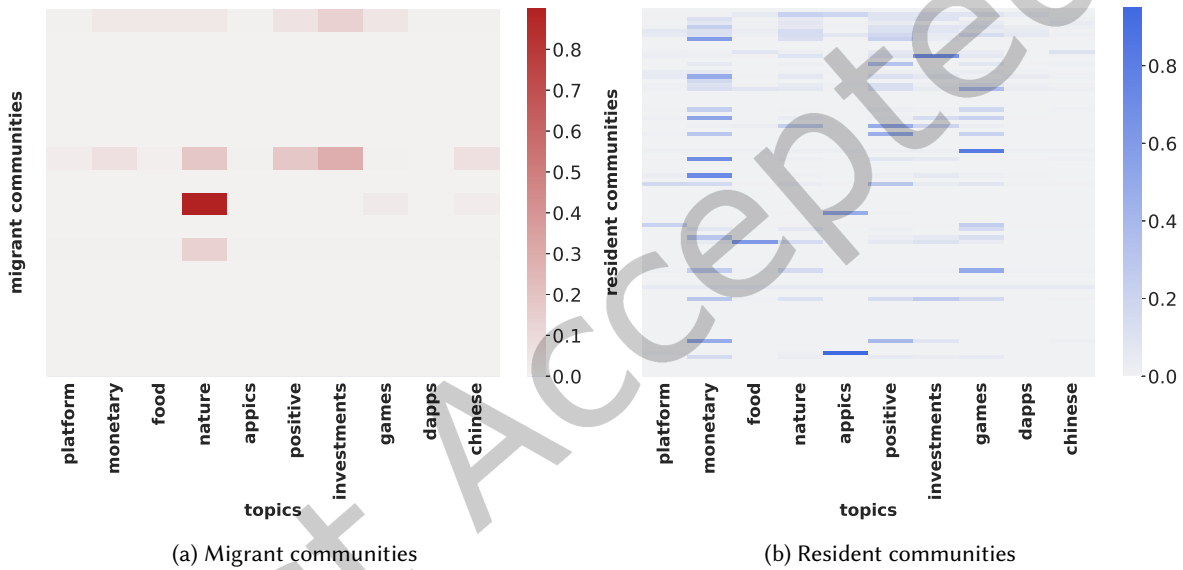 migrant communities
0.8
0.7
0.6
0.5
0.4
0.3
0.2
0.1
0.0
platform
monetary
food
nature
appics
positive
investments
games
dapps
chinese
topics
(a) Migrant communities
resident communities
0.8
0.6
0.4
0.2
0.0
platform
monetary
food
nature
appics
positive
investments
games
dapps
chinese
topics
(b) Resident communities
Accepted